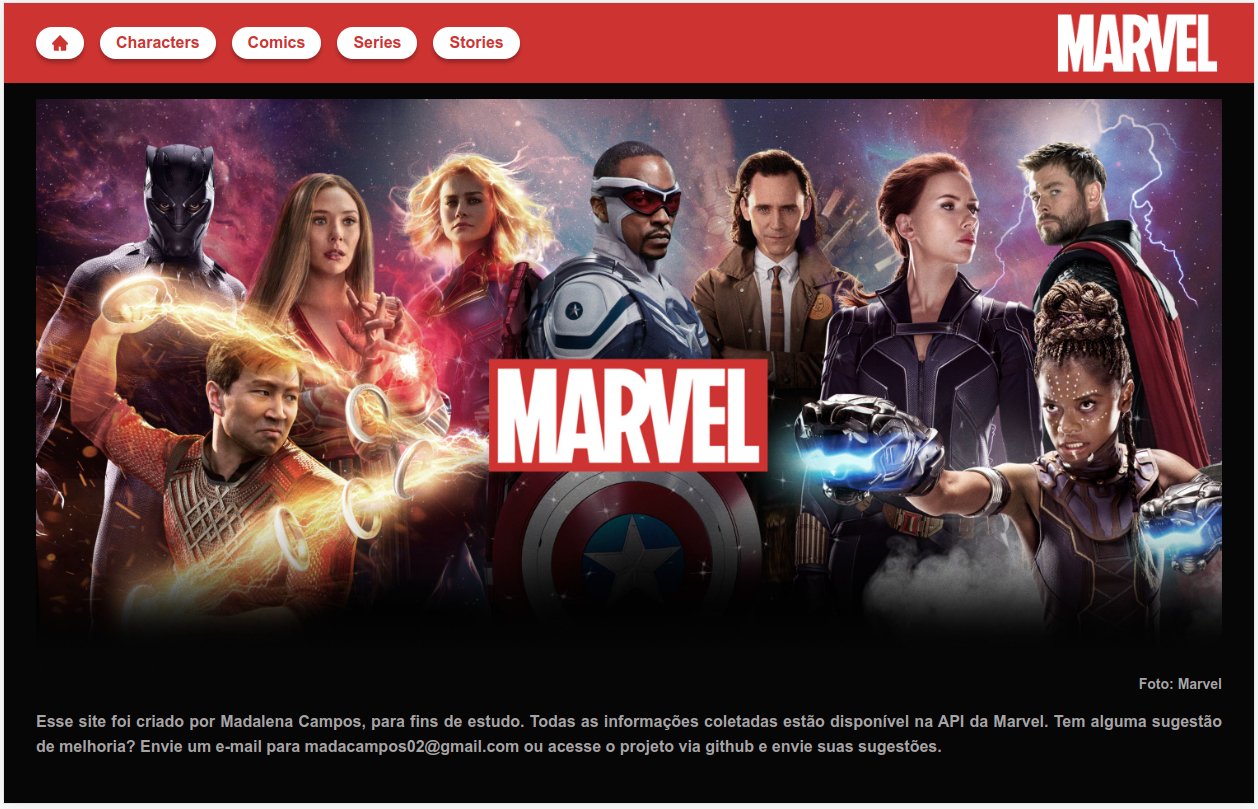 Characters
Comics
Series
Stories
MARVEL
MARVEL
Foto: Marvel
Esse site foi criado por Madalena Campos, para fins de estudo. Todas as informações coletadas estão disponível na API da Marvel. Tem alguma sugestão
de melhoria? Envie um e-mail para madacampos02@gmail.com ou acesse o projeto via github e envie suas sugestões.